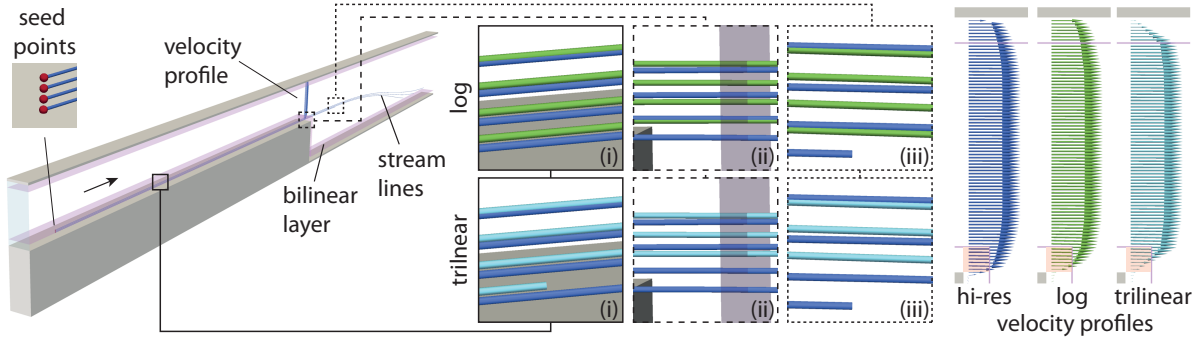 seed
points
velocity
profile
bilinear
layer
stream
lines
log
(i)
(ii)
(iii)
trilinear
(i)
(ii)
(iii)
hi-res
log
trilinear
velocity profiles